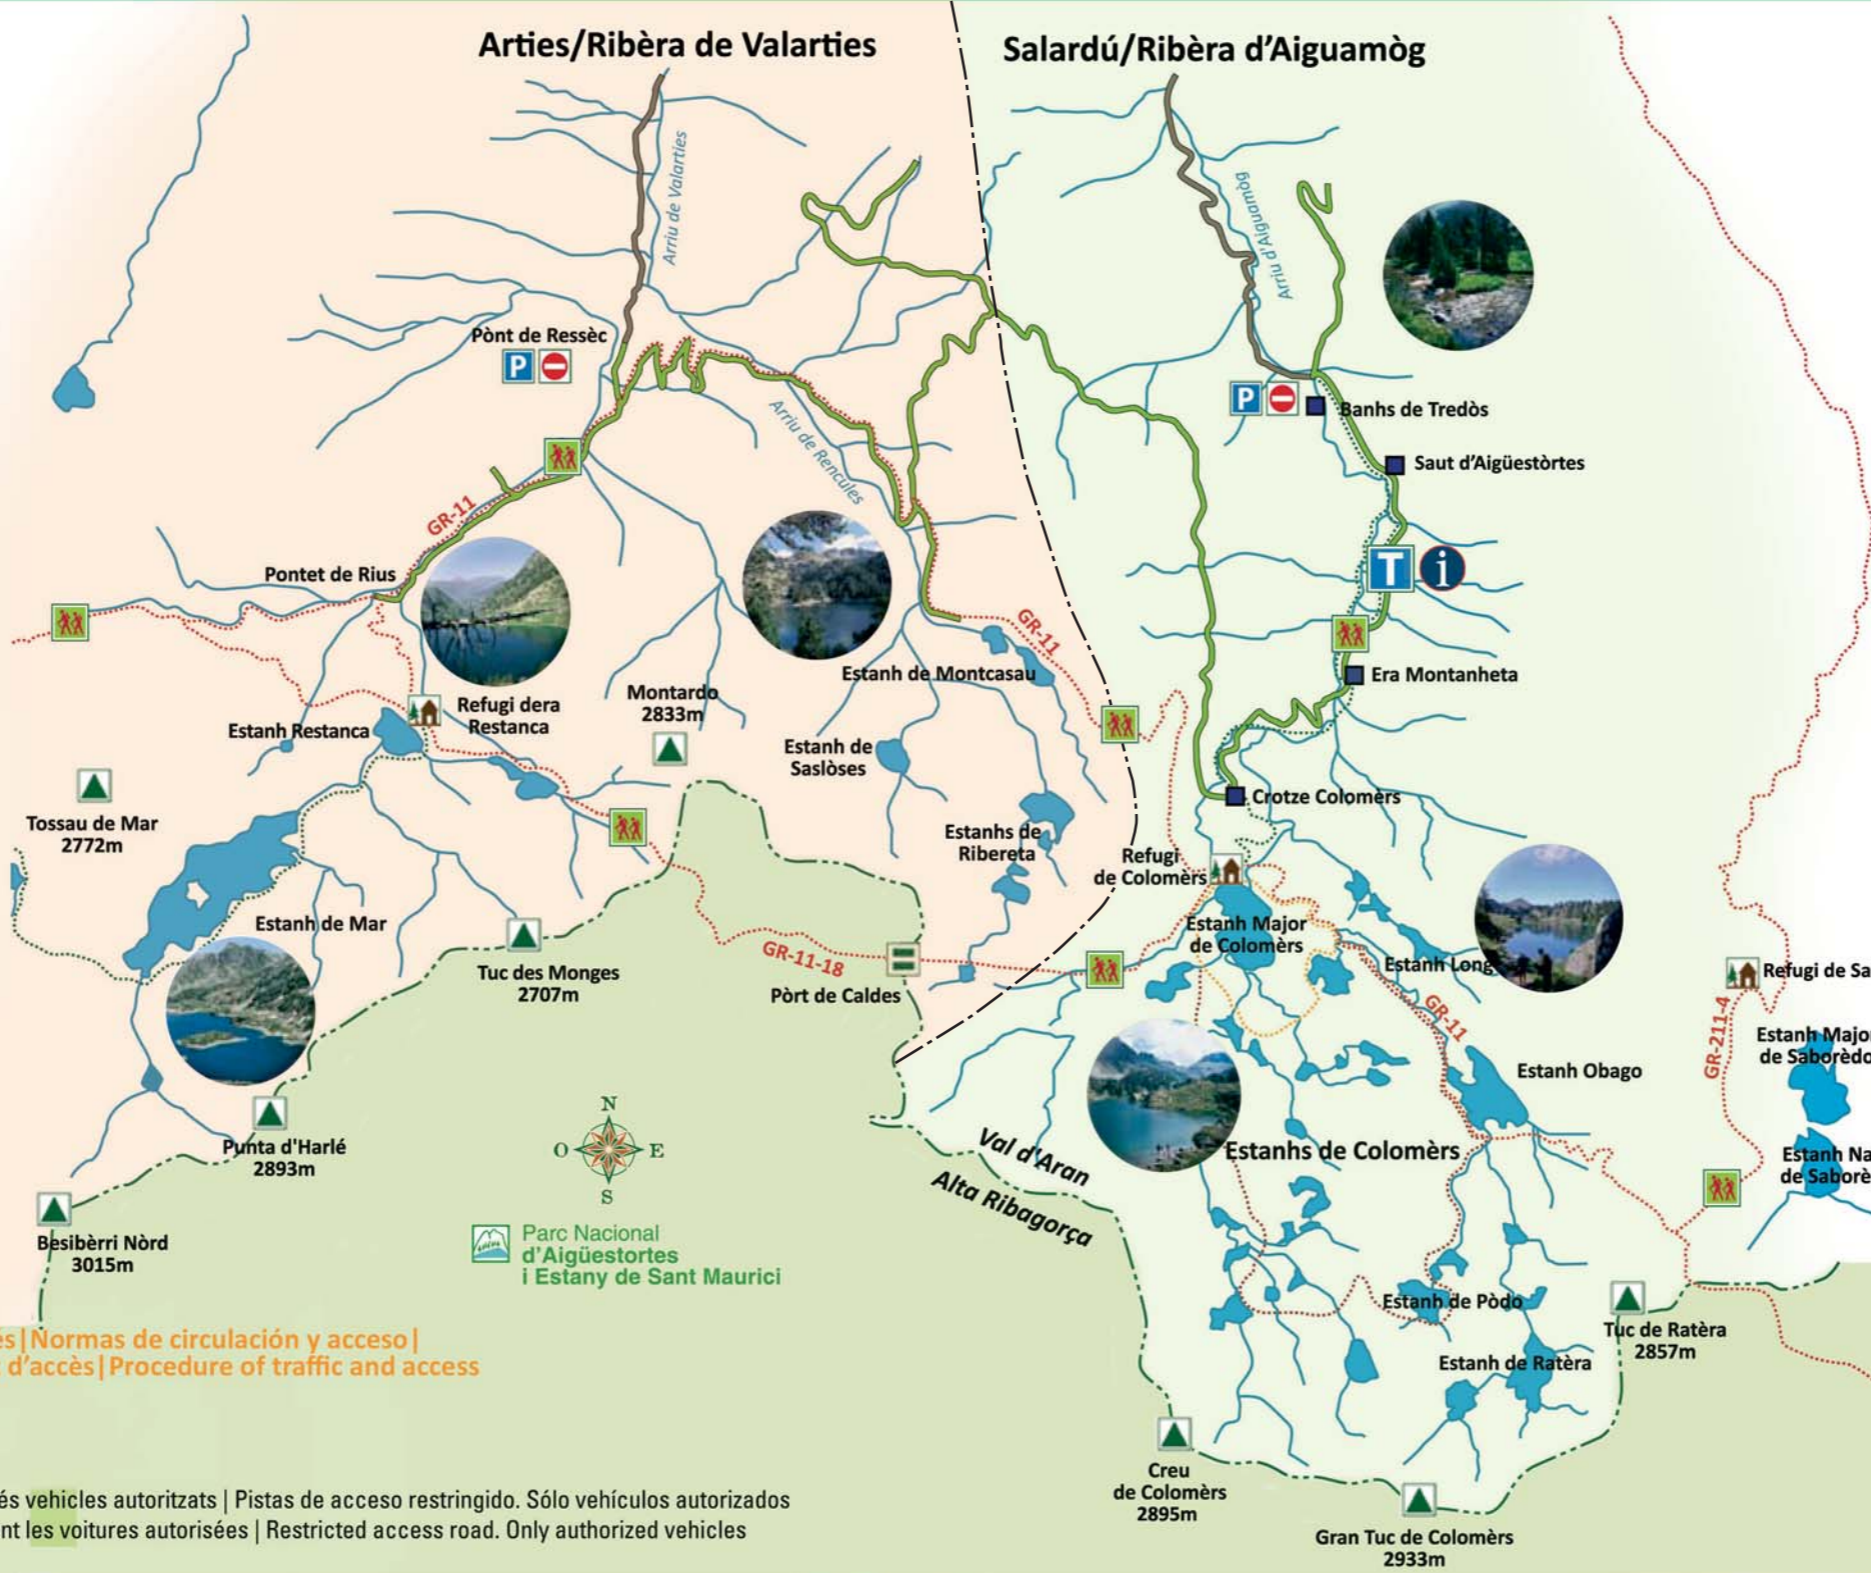 Arties/Ribèra de Valarties
Salardú/Ribèra d'Aiguamòg
Arriu de Valarties
Arriu d'Aiguamòg
Pònt de Ressèc
P
P
Banhs de Tredòs
Arriu de Rencules
Saut d'Aigüestòrtes
GR-11
T i
Pontet de Rius
GR-11
Estanh de Montcasau
Era Montanheta
Refugi dera
Restanca
Montardo
2833m
Estanh Restanca
Estanh de
Saslòses
Crotze Colomèrs
Tossau de Mar
2772m
Estanhs de
Ribereta
Refugi
de Colomèrs
Estanh de Mar
Estanh Major
de Colomèrs
Estanh Long
GR-11-18
Tuc des Monges
2707m
Pòrt de Caldes
GR-11
Refugi de Sa
GR-211-4
Estanh Major
de Saborèdo
Estanh Obago
Punta d'Harlé
2893m
N
O E
S
Val d'Aran
Alta Ribagorça
Estanhs de Colomèrs
Estanh Na
de Saborè
Besibèrri Nòrd
3015m
Parc Nacional
d'Aigüestortes
i Estany de Sant Maurici
Estanh de Pòdo
Tuc de Ratèra
2857m
Estanh de Ratèra
es|Normas de circulación y acceso|
d'accès|Procedure of traffic and access
Creu
de Colomèrs
2895m
Gran Tuc de Colomèrs
2933m
és vehicles autoritzats | Pistas de acceso restringido. Sólo vehículos autorizados
nt les voitures autorisées | Restricted access road. Only authorized vehicles